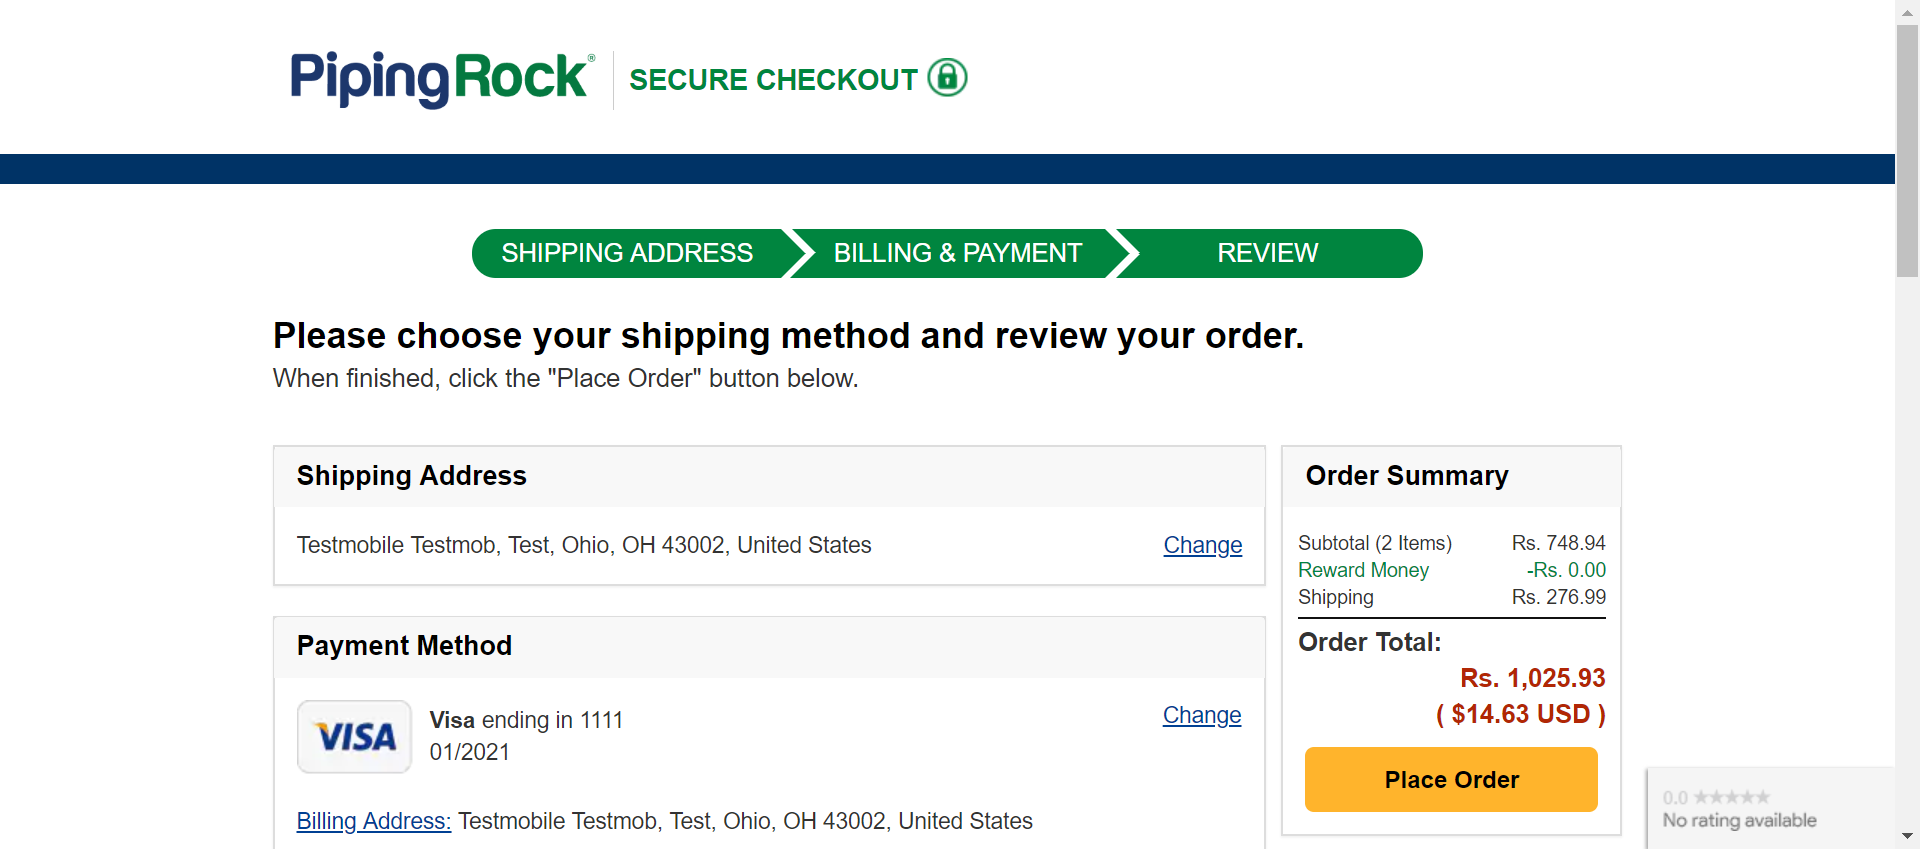 PipingRock® SECURE CHECKOUT
SHIPPING ADDRESS BILLING & PAYMENT REVIEW
Please choose your shipping method and review your order.
When finished, click the "Place Order" button below.
Shipping Address
Testmobile Testmob, Test, Ohio, OH 43002, United States Change
Payment Method
VISA
Visa ending in 1111 Change
01/2021
Billing Address: Testmobile Testmob, Test, Ohio, OH 43002, United States
Order Summary
Subtotal (2 Items) Rs. 748.94
Reward Money -Rs. 0.00
Shipping Rs. 276.99
Order Total:
Rs. 1,025.93
( $14.63 USD )
Place Order
0.0 ★★★★★
No rating available